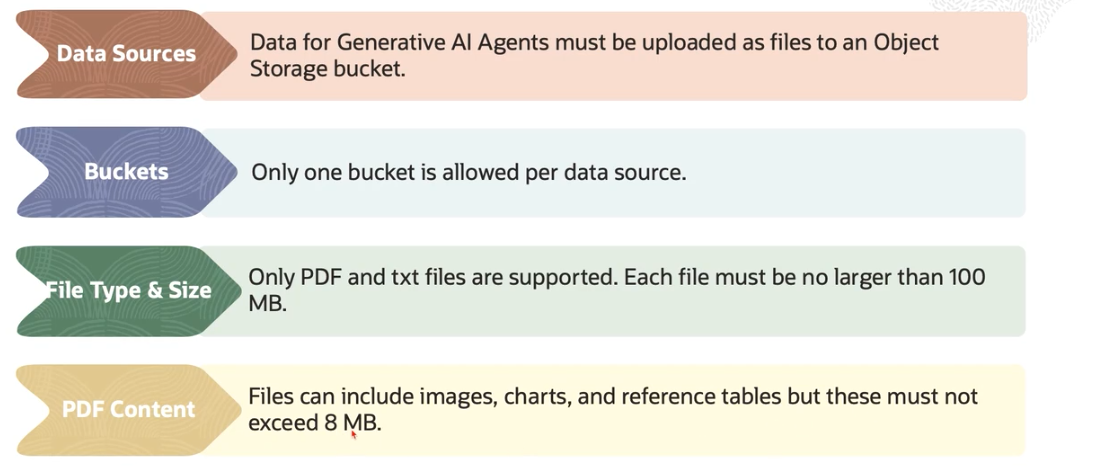 Data Sources
Data for Generative AI Agents must be uploaded as files to an Object
Storage bucket.
Buckets
Only one bucket is allowed per data source.
File Type & Size
Only PDF and txt files are supported. Each file must be no larger than 100
MB.
PDF Content
Files can include images, charts, and reference tables but these must not
exceed 8 MB.